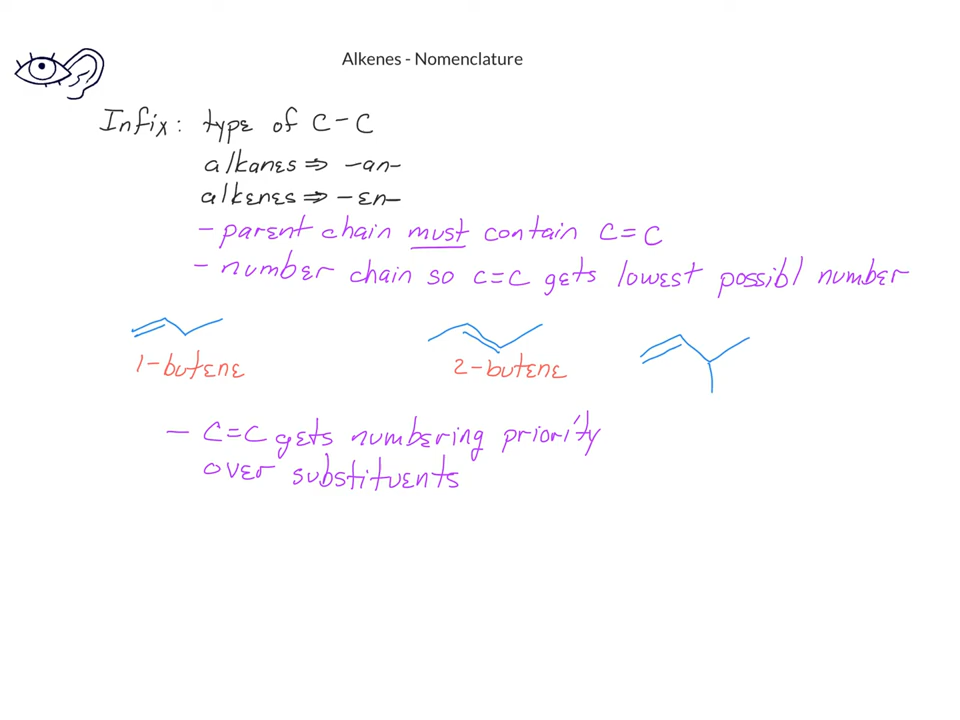 Alkenes - Nomenclature
Infix: type of C-C
alkanes ⇒ -an-
alkenes ⇒ -en-
- parent chain must contain C=C
- number chain so C=C gets lowest possibl number
1-butene 2-butene
- C=C gets numbering priority
over substituents